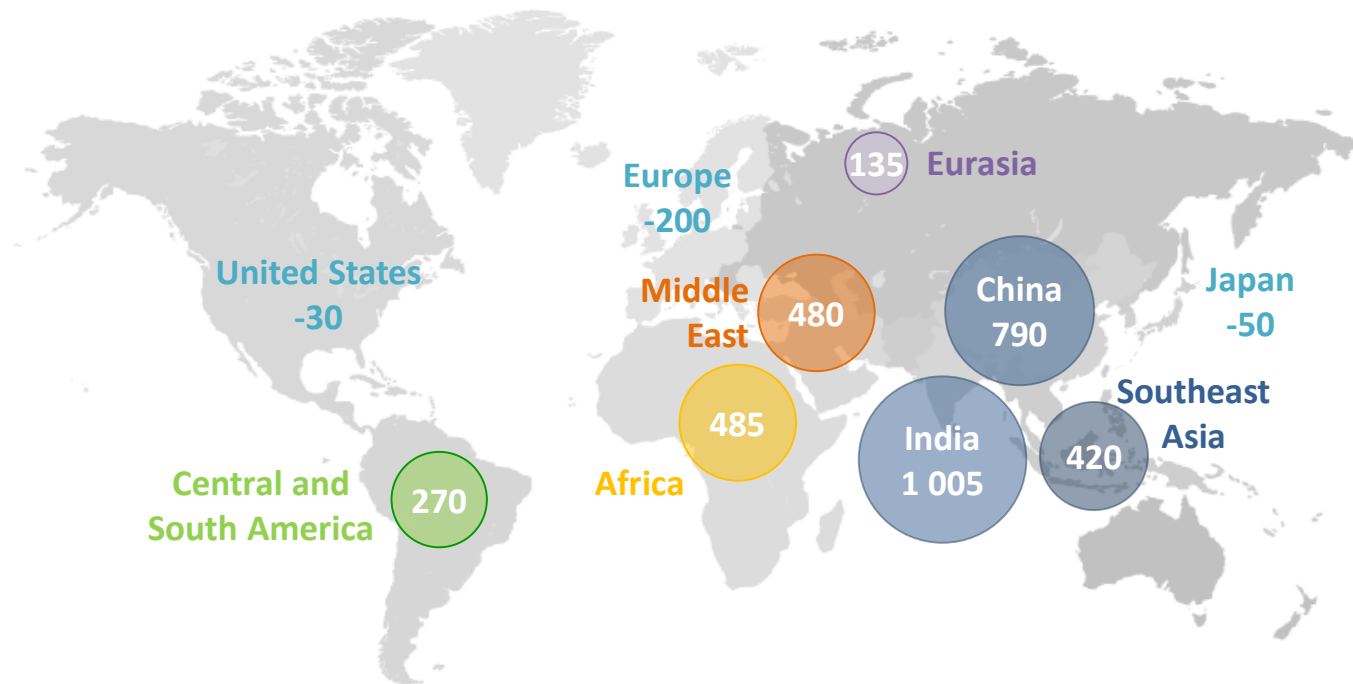 135
Eurasia
Europe
-200
United States
-30
Middle
East
480
China
790
Japan
-50
Southeast
Asia
420
485
Africa
India
1 005
Central and
South America
270